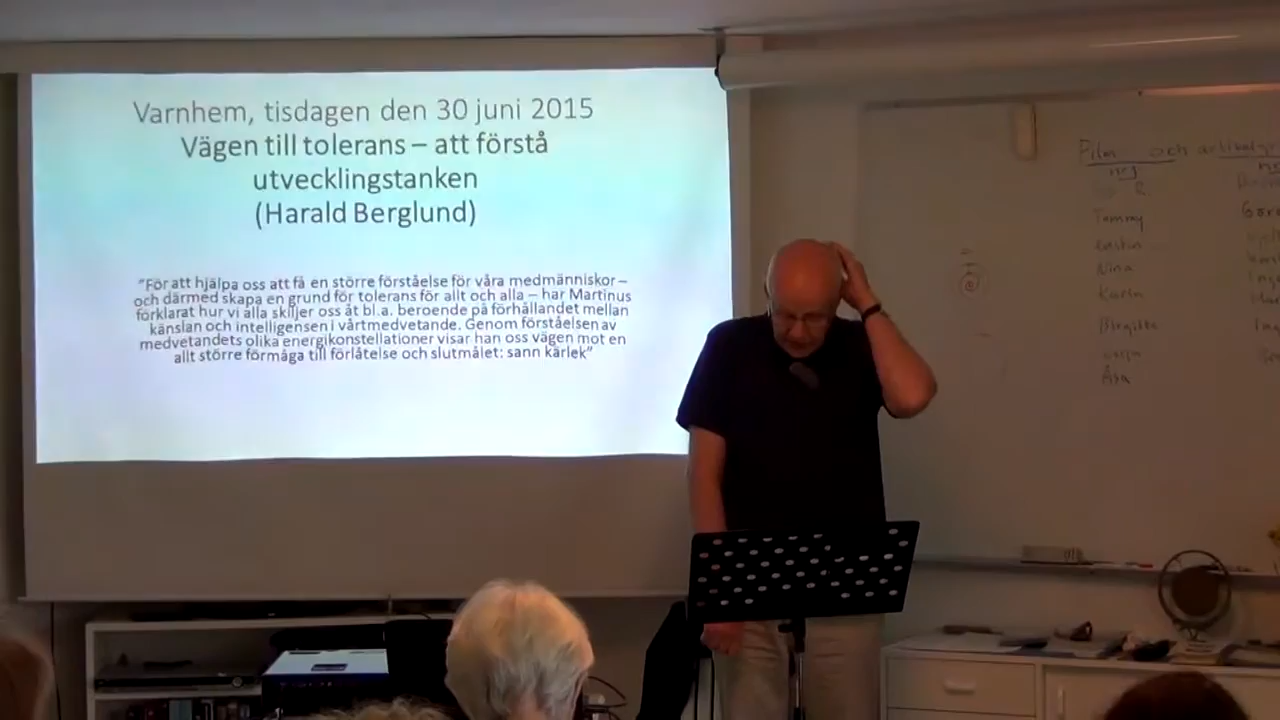 Varnhem, tisdagen den 30 juni 2015
Vägen till tolerans – att förstå
utvecklingstanken
(Harald Berglund)
”För att hjälpa oss att få en större förståelse för våra medmänniskor –
och därmed skapa en grund för tolerans för allt och alla – har Martinus
förklarat hur vi alla skiljer oss åt bl.a. beroende på förhållandet mellan
känslan och intelligensen i vårt medvetande. Genom förståelsen av
medvetandets olika energikonstellationer visar han oss vägen mot en
allt större förmåga till förlåtelse och slutmålet: sann kärlek”
och
Tommy
Nina
Karin
Birgitta
Åsa